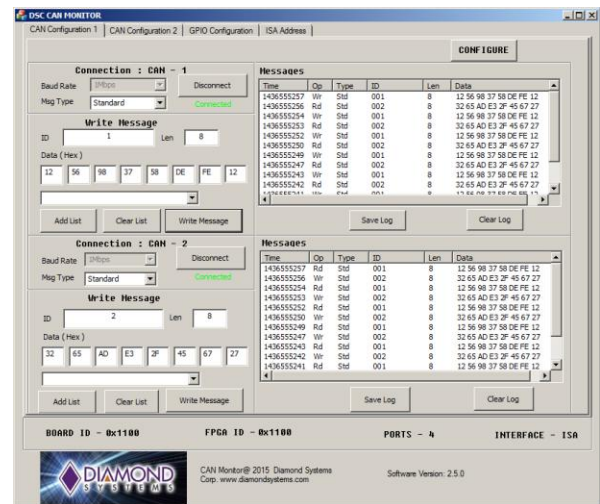 DSC CAN MONITOR
CAN Configuration 1 CAN Configuration 2 GPIO Configuration ISA Address
CONFIGURE
Connection : CAN - 1
Baud Rate 1Mbps Disconnect
Msg Type Standard Connected
Write Message
ID 1 Len 8
Data ( Hex )
12 56 98 37 58 DE FE 12
Add List Clear List Write Message
Messages
Time Op Type ID Len Data
1436555257 Wr Std 001 8 12 56 98 37 58 DE FE 12
1436555256 Rd Std 002 8 32 65 AD E3 2F 45 67 27
1436555254 Wr Std 001 8 12 56 98 37 58 DE FE 12
1436555253 Rd Std 002 8 32 65 AD E3 2F 45 67 27
1436555252 Wr Std 001 8 12 56 98 37 58 DE FE 12
1436555250 Rd Std 002 8 32 65 AD E3 2F 45 67 27
1436555249 Wr Std 001 8 12 56 98 37 58 DE FE 12
1436555247 Rd Std 002 8 32 65 AD E3 2F 45 67 27
1436555243 Wr Std 001 8 12 56 98 37 58 DE FE 12
1436555242 Rd Std 002 8 32 65 AD E3 2F 45 67 27
Save Log Clear Log
Connection : CAN - 2
Baud Rate 1Mbps Disconnect
Msg Type Standard Connected
Write Message
ID 2 Len 8
Data ( Hex )
32 65 AD E3 2F 45 67 27
Add List Clear List Write Message
Messages
Time Op Type ID Len Data
1436555257 Rd Std 001 8 12 56 98 37 58 DE FE 12
1436555256 Wr Std 002 8 32 65 AD E3 2F 45 67 27
1436555254 Rd Std 001 8 12 56 98 37 58 DE FE 12
1436555253 Wr Std 002 8 32 65 AD E3 2F 45 67 27
1436555252 Rd Std 001 8 12 56 98 37 58 DE FE 12
1436555250 Wr Std 002 8 32 65 AD E3 2F 45 67 27
1436555249 Rd Std 001 8 12 56 98 37 58 DE FE 12
1436555247 Wr Std 002 8 32 65 AD E3 2F 45 67 27
1436555243 Rd Std 001 8 12 56 98 37 58 DE FE 12
1436555242 Wr Std 002 8 32 65 AD E3 2F 45 67 27
1436555241 Rd Std 001 8 12 56 98 37 58 DE FE 12
Save Log Clear Log
BOARD ID - 0x1100 FPGA ID - 0x1100 PORTS - 4 INTERFACE - ISA
DIAMOND
SYSTEMS
CAN Monitor@ 2015 Diamond Systems
Corp. www.diamondsystems.com
Software Version: 2.5.0